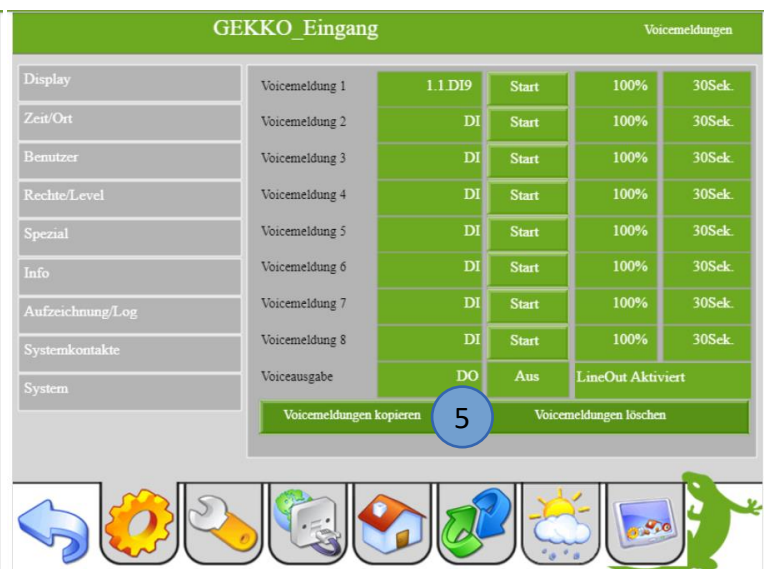 GEKKO_Eingang
Voicemeldungen
Display
Zeit/Ort
Benutzer
Rechte/Level
Spezial
Info
Aufzeichnung/Log
Systemkontakte
System
Voicemeldung 1 1.1.DI9 Start 100% 30Sek.
Voicemeldung 2 DI Start 100% 30Sek.
Voicemeldung 3 DI Start 100% 30Sek.
Voicemeldung 4 DI Start 100% 30Sek.
Voicemeldung 5 DI Start 100% 30Sek.
Voicemeldung 6 DI Start 100% 30Sek.
Voicemeldung 7 DI Start 100% 30Sek.
Voicemeldung 8 DI Start 100% 30Sek.
Voiceausgabe DO Aus LineOut Aktiviert
Voicemeldungen kopieren 5 Voicemeldungen löschen